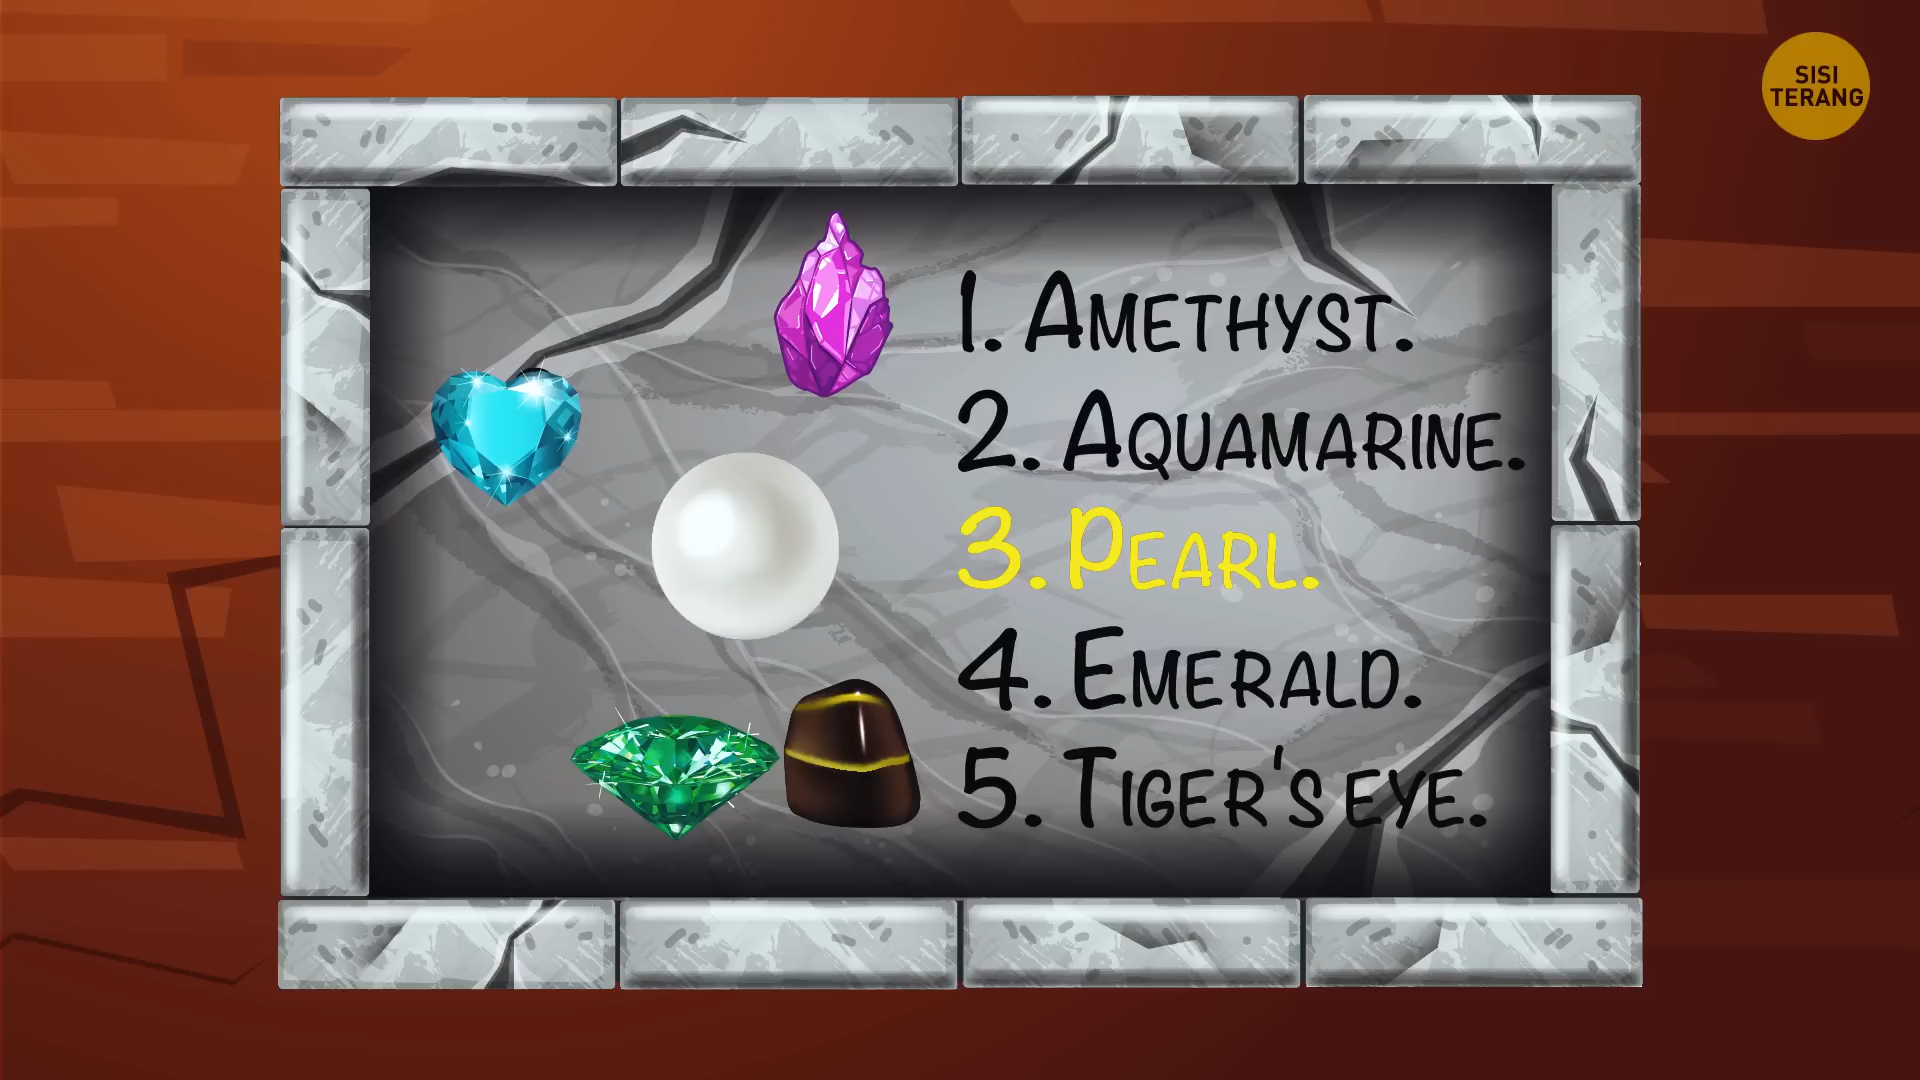 SISI
TERANG
1. AMETHYST.
2. AQUAMARINE.
3. PEARL.
4. EMERALD.
5. TIGER'S EYE.